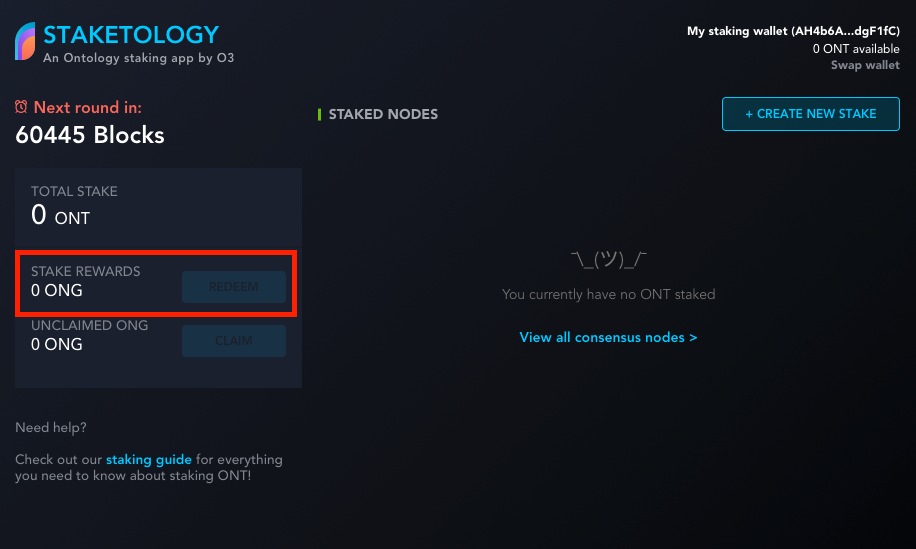 STAKETOLOGY
An Ontology staking app by O3
My staking wallet (AH4b6A...dgF1fC)
0 ONT available
Swap wallet
Next round in:
60445 Blocks
STAKED NODES
+ CREATE NEW STAKE
TOTAL STAKE
0 ONT
STAKE REWARDS
0 ONG
REDEEM
UNCLAIMED ONG
0 ONG
CLAIM
¯\_(ツ)_/¯
You currently have no ONT staked
View all consensus nodes >
Need help?
Check out our staking guide for everything
you need to know about staking ONT!